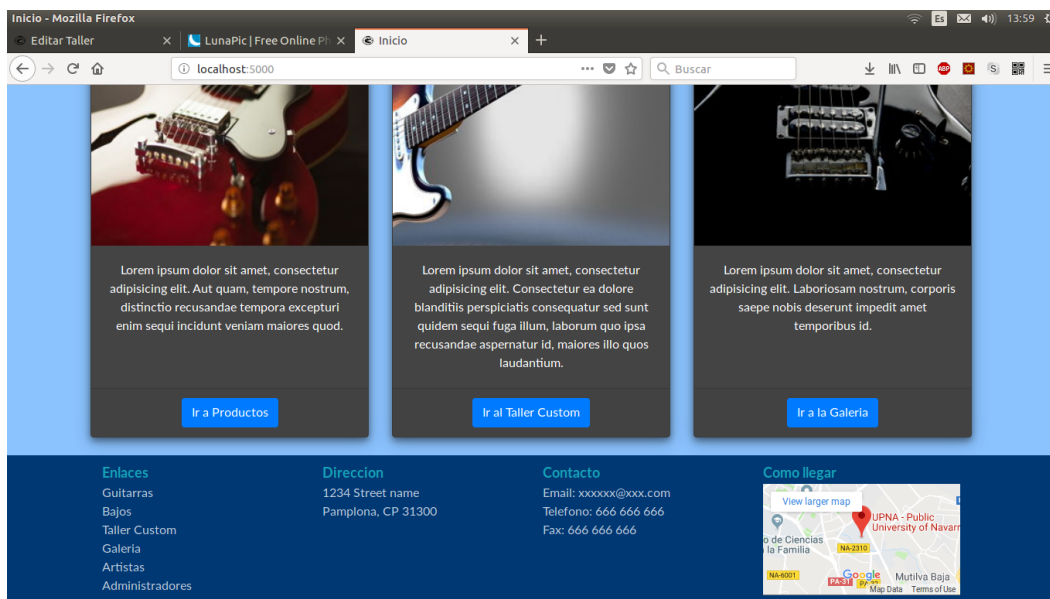 Inicio - Mozilla Firefox
Es
13:59
Editar Taller
LunaPic | Free Online Ph
Inicio
localhost:5000
Buscar
ABP
S
Lorem ipsum dolor sit amet, consectetur
adipisicing elit. Aut quam, tempore nostrum,
distinctio recusandae tempora excepturi
enim sequi incidunt veniam maiores quod.
Ir a Productos
Lorem ipsum dolor sit amet, consectetur
adipisicing elit. Consectetur ea dolore
blanditiis perspiciatis consequatur sed sunt
quidem sequi fuga illum, laborum quo ipsa
recusandae aspernatur id, maiores illo quos
laudantium.
Ir al Taller Custom
Lorem ipsum dolor sit amet, consectetur
adipisicing elit. Laboriosam nostrum, corporis
saepe nobis deserunt impedit amet
temporibus id.
Ir a la Galeria
Enlaces
Guitarras
Bajos
Taller Custom
Galeria
Artistas
Administradores
Direccion
1234 Street name
Pamplona, CP 31300
Contacto
Email: xxxxxx@xxx.com
Telefono: 666 666 666
Fax: 666 666 666
Como llegar
View larger map
UPNA - Public
University of Navarr
o de Ciencias
la Familia
NA-2310
NA-6001
PA-31
Google
Mutilva Baja
Map Data
Terms of Use